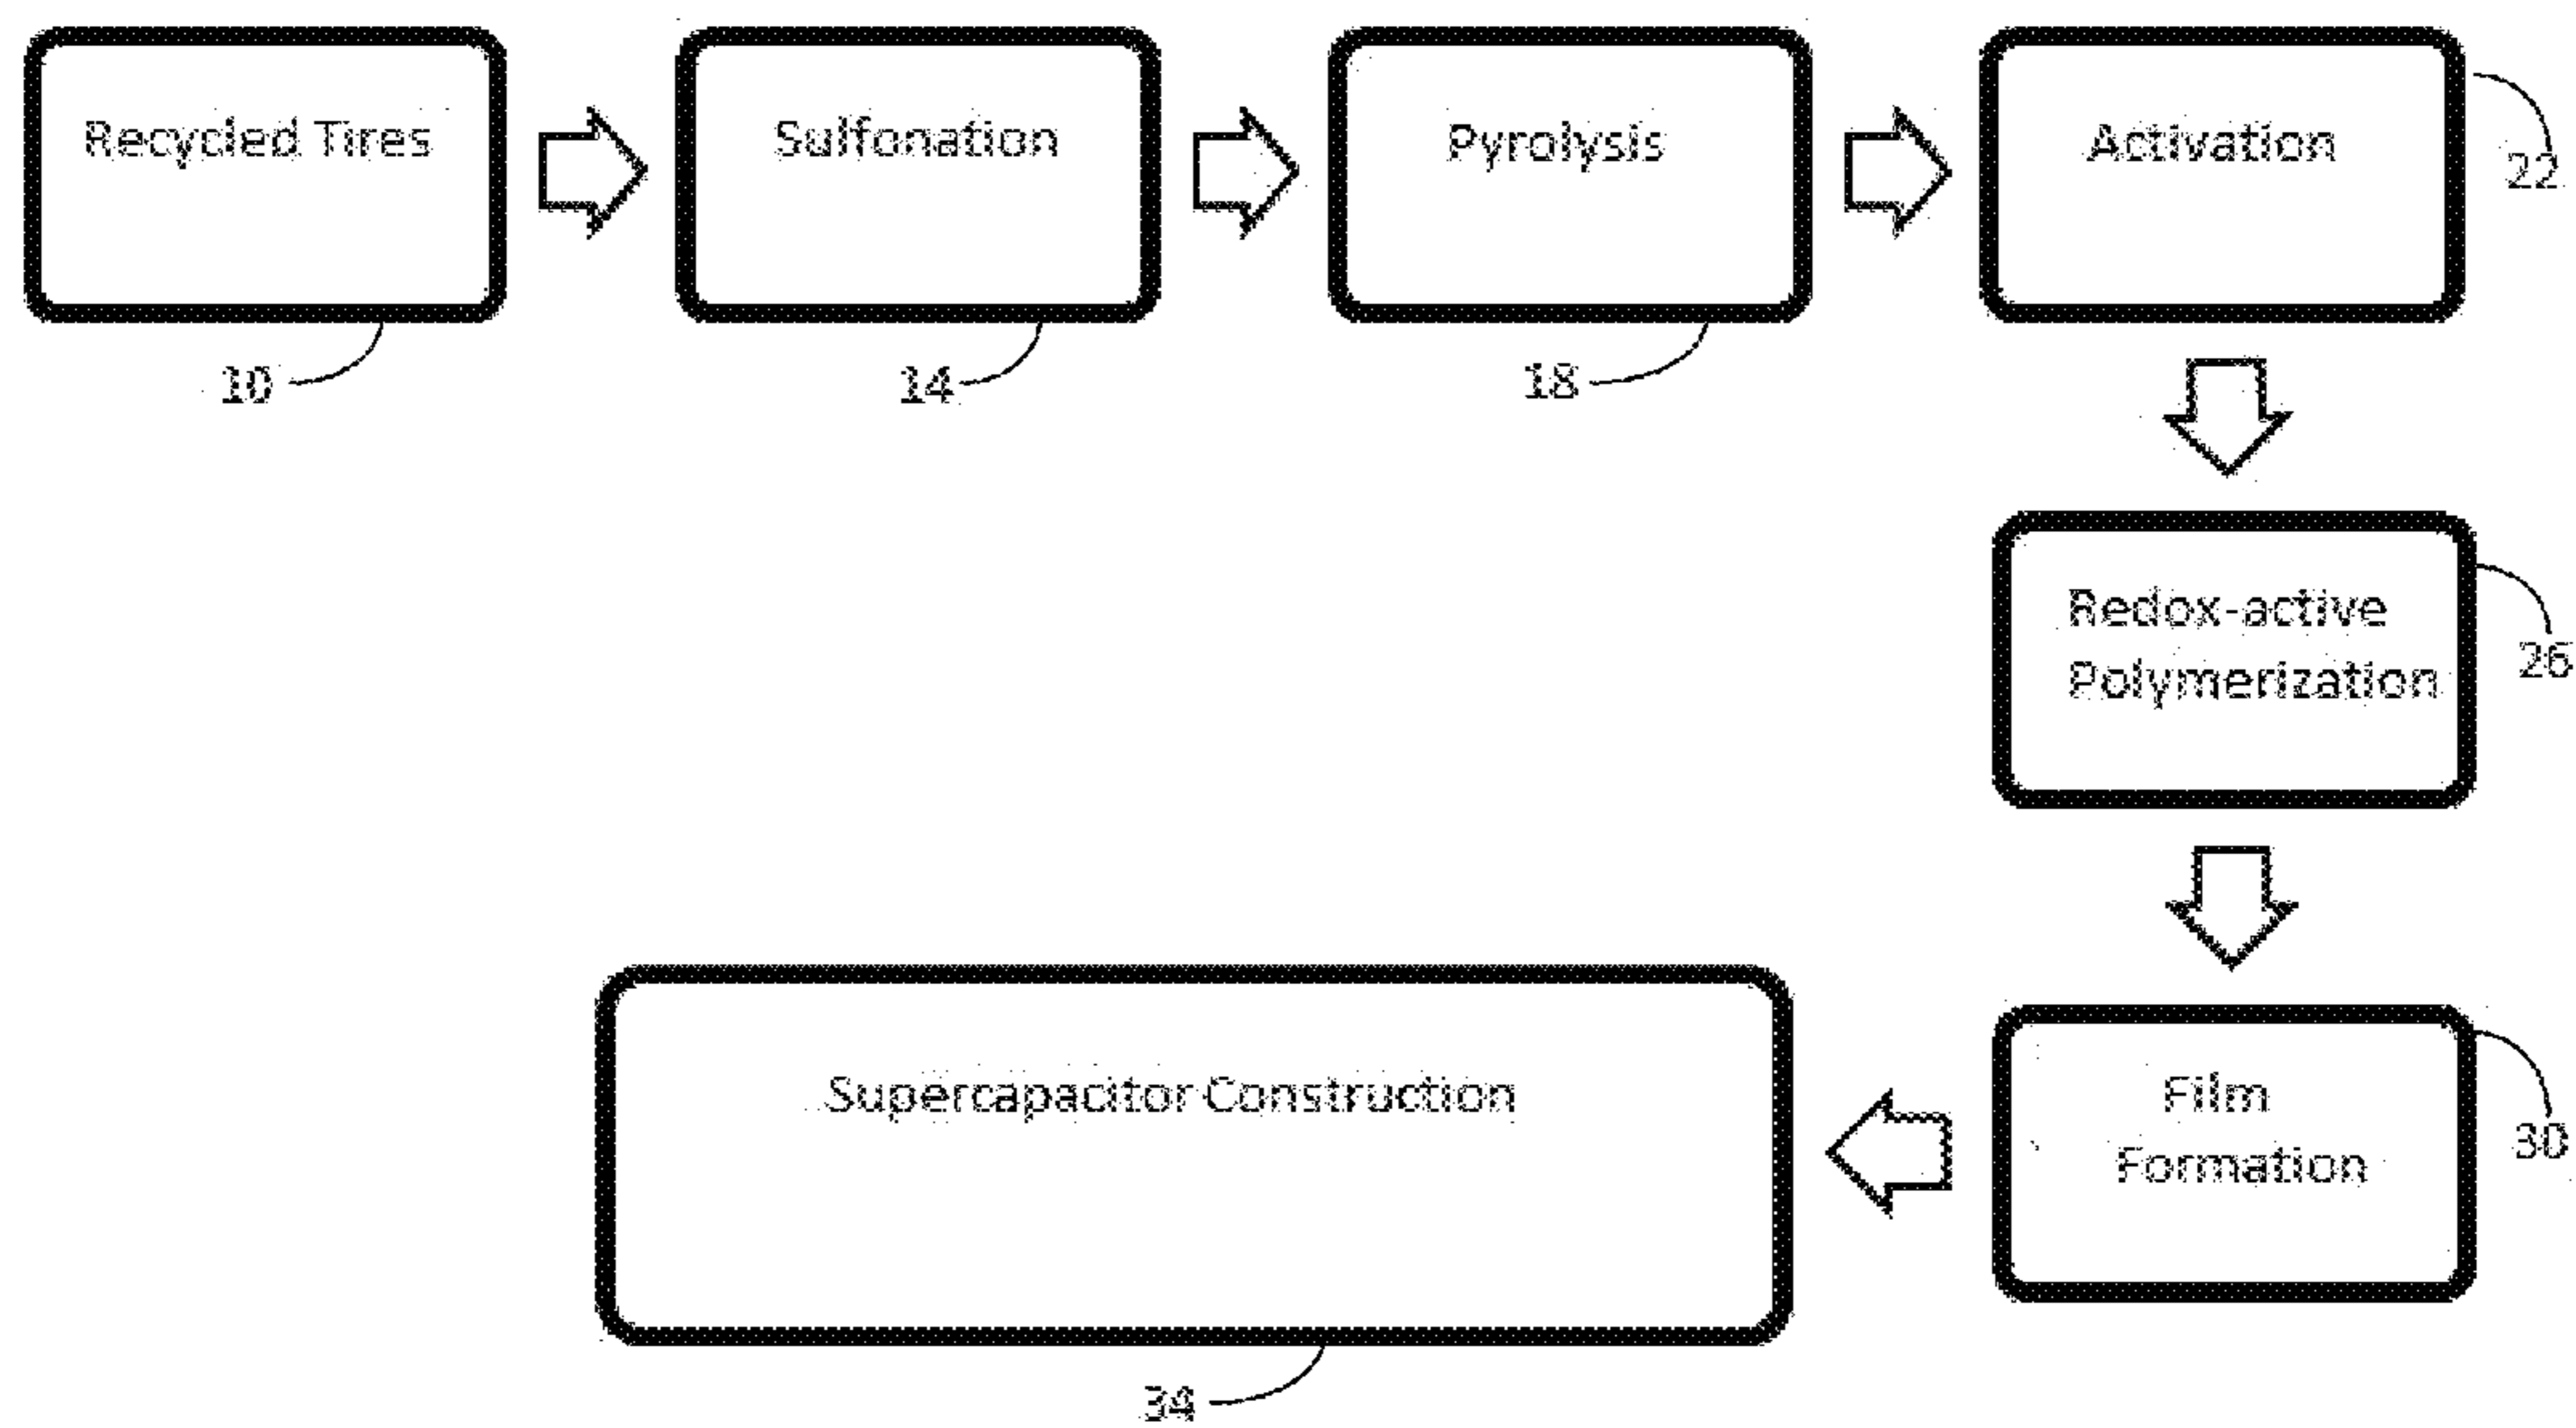 Recycled Tires
Sulfonation
Pyrolysis
Activation
22
10
14
18
Redox-active
Polymerization
26
Supercapacitor Construction
Film
Formation
30
34